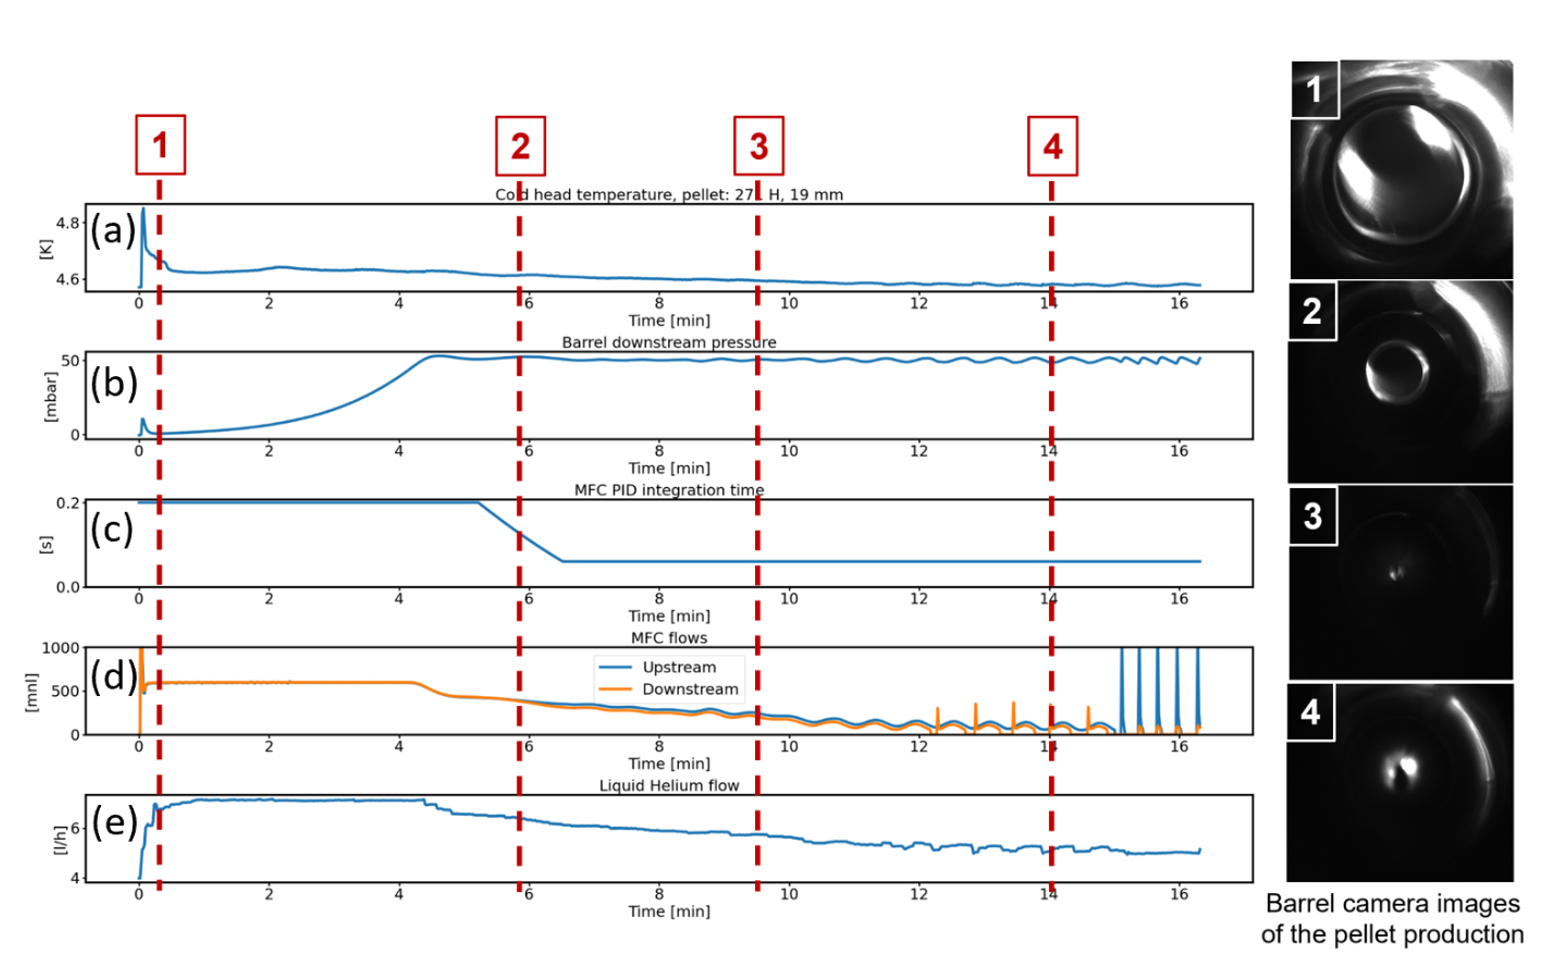 1 2 3 4
Cold head temperature, pellet: 27 H, 19 mm
(a)
[K]
4.8
4.6
0 2 4 6 8 10 12 14 16
Time [min]
Barrel downstream pressure
(b)
[mbar]
50
0
0 2 4 6 8 10 12 14 16
Time [min]
MFC PID integration time
(c)
[s]
0.2
0.0
0 2 4 6 8 10 12 14 16
Time [min]
MFC flows
(d)
[mnl]
1000
500
0
Upstream
Downstream
0 2 4 6 8 10 12 14 16
Time [min]
Liquid Helium flow
(e)
[l/h]
6
4
0 2 4 6 8 10 12 14 16
Time [min]
1
2
3
4
Barrel camera images
of the pellet production